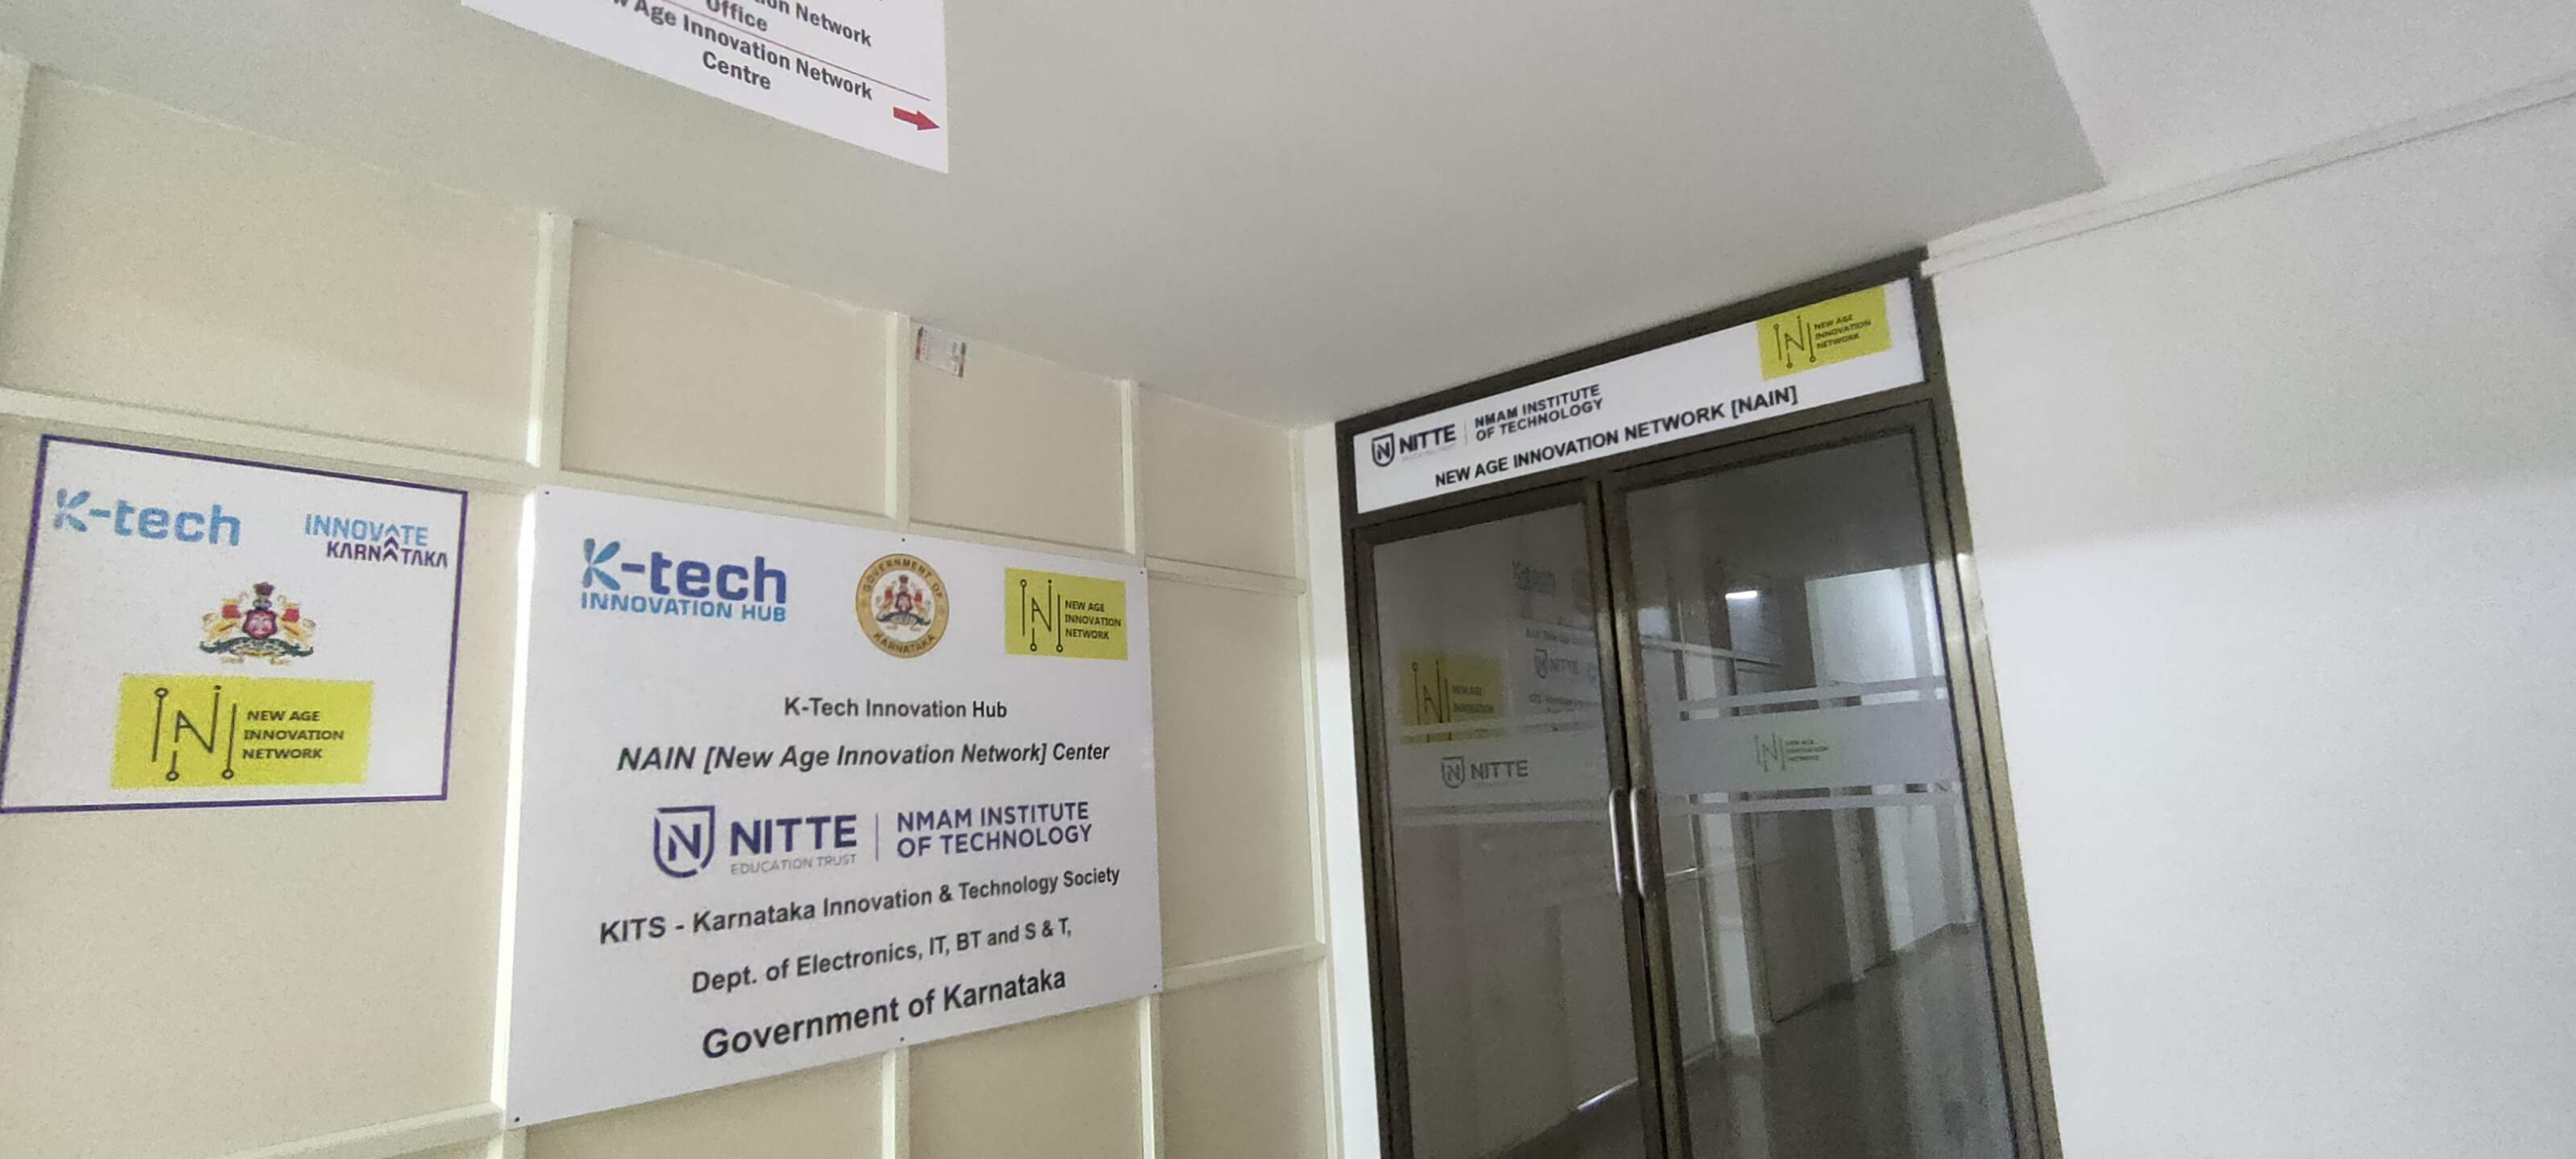 Network
Office
Age Innovation Network
Centre
K-tech
INNOVATE
KARNATAKA
NEW AGE
INNOVATION
NETWORK
K-tech
INNOVATION HUB
GOVERNMENT OF
KARNATAKA
NEW AGE
INNOVATION
NETWORK
K-Tech Innovation Hub
NAIN [New Age Innovation Network] Center
NITTE
EDUCATION TRUST
NMAM INSTITUTE
OF TECHNOLOGY
KITS - Karnataka Innovation & Technology Society
Dept. of Electronics, IT, BT and S & T,
Government of Karnataka
NITTE
NMAM INSTITUTE
OF TECHNOLOGY
NEW AGE
INNOVATION
NETWORK
NEW AGE INNOVATION NETWORK [NAIN]
NITTE